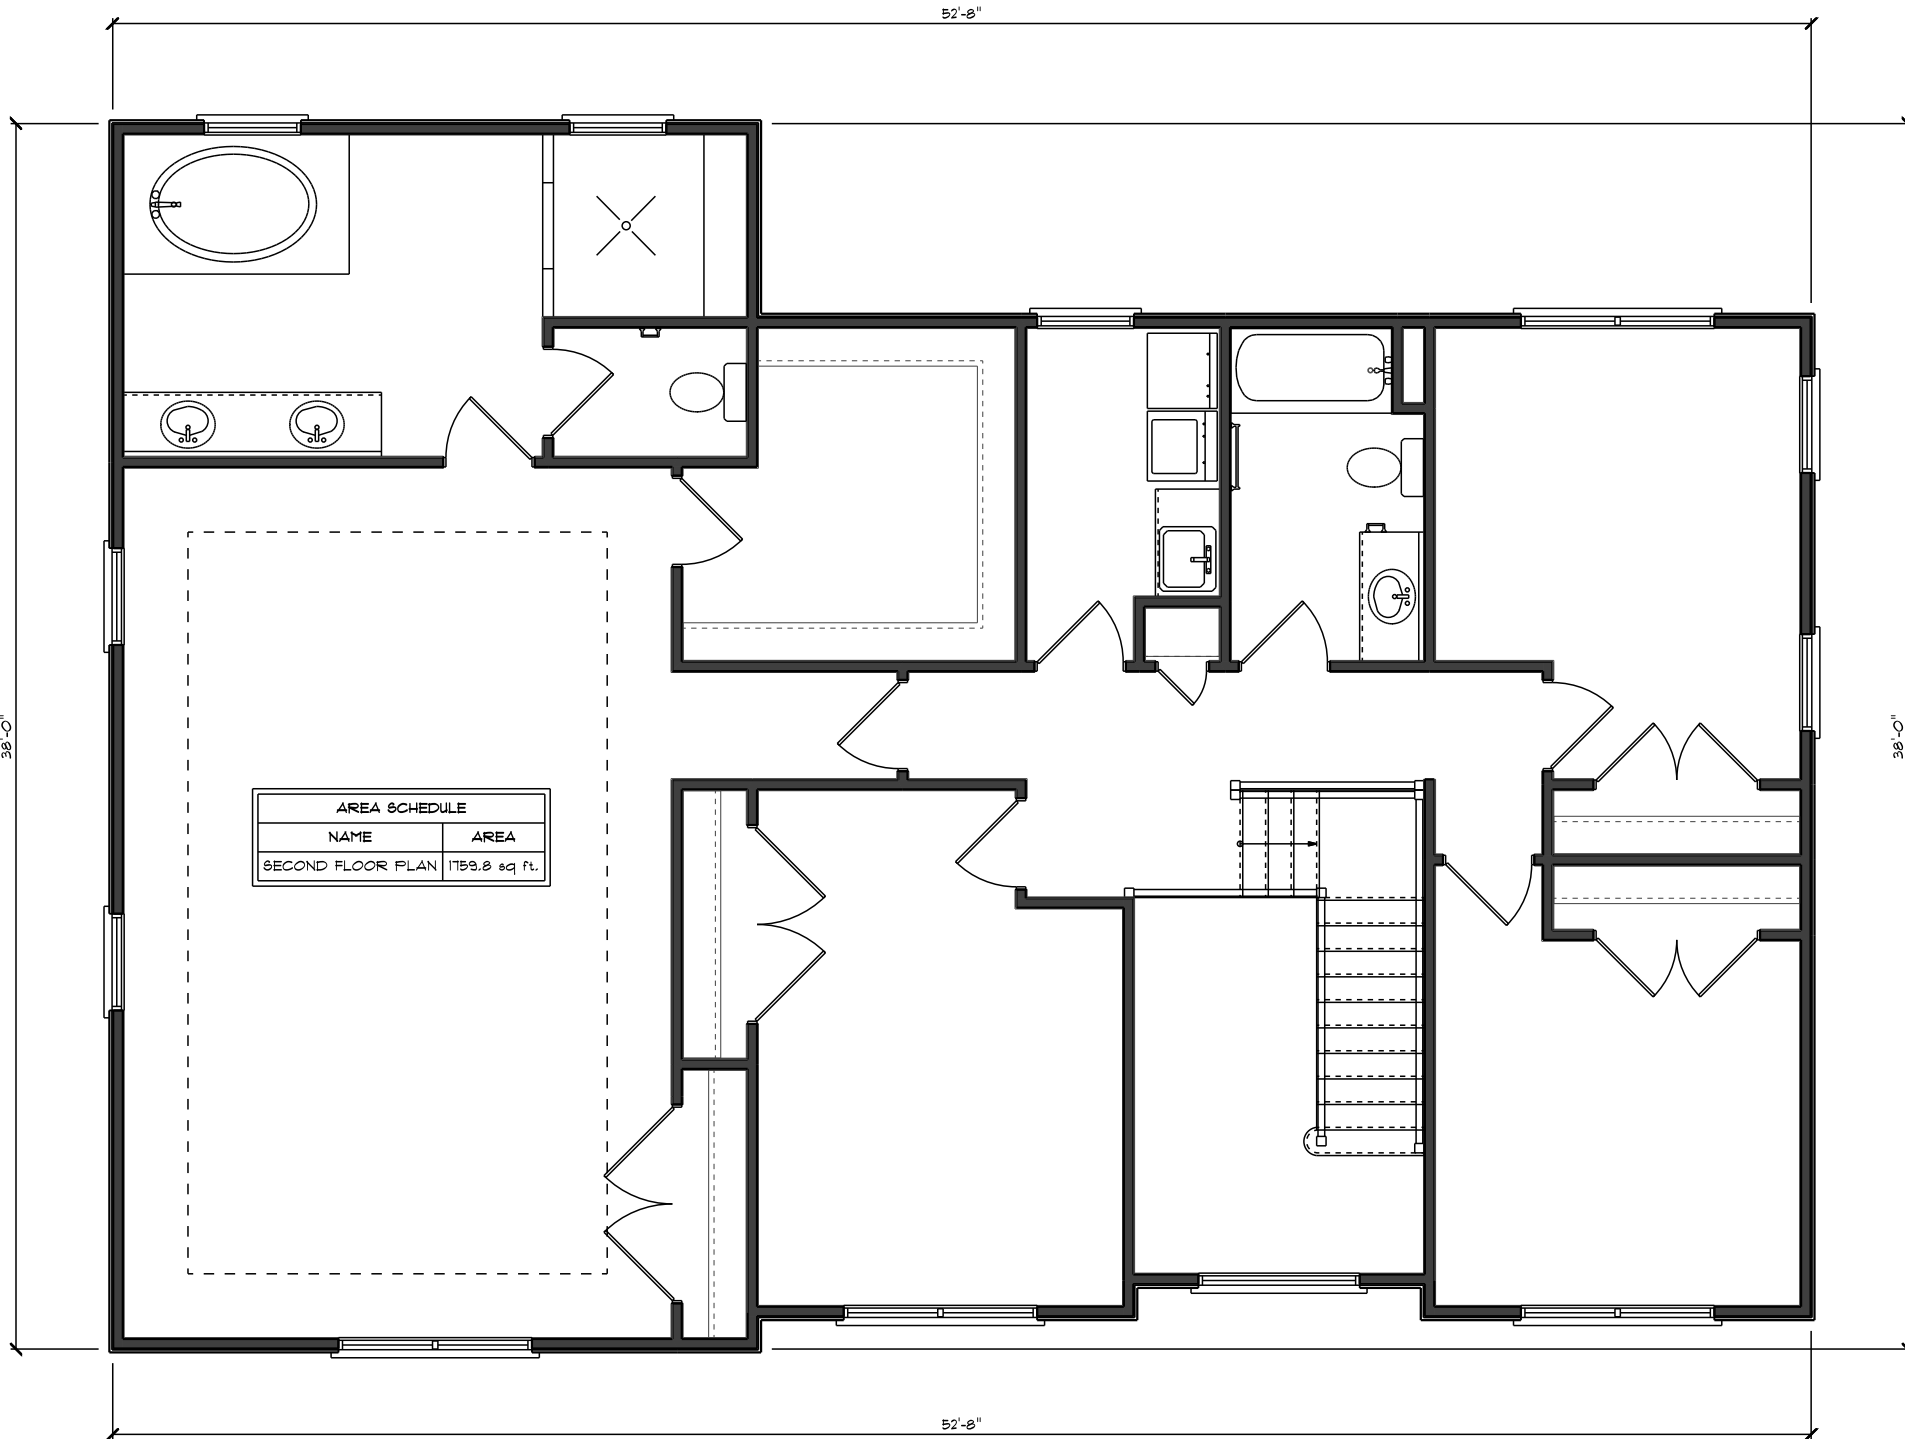 52'-8"
38'-0"
38'-0"
AREA SCHEDULE
NAME AREA
SECOND FLOOR PLAN 1759.8 sq ft.
52'-8"